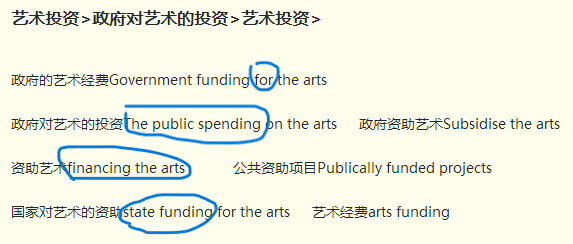 艺术投资>政府对艺术的投资>艺术投资>
政府的艺术经费Government funding for the arts
政府对艺术的投资The public spending on the arts 政府资助艺术Subsidise the arts
资助艺术financing the arts 公共资助项目Publically funded projects
国家对艺术的资助state funding for the arts 艺术经费arts funding